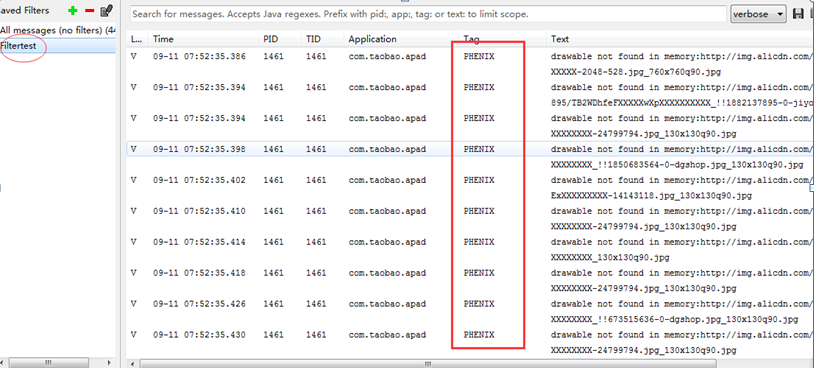 aved Filters
Search for messages. Accepts Java regexes. Prefix with pid:, app:, tag: or text: to limit scope.
verbose
All messages (no filters) (44
Filtertest
L... Time PID TID Application Tag Text
V 09-11 07:52:35.386 1461 1461 com.taobao.apad PHENIX drawable not found in memory:http://img.alicdn.com/
XXXXX-2048-528.jpg_760x760q90.jpg
V 09-11 07:52:35.394 1461 1461 com.taobao.apad PHENIX drawable not found in memory:http://img.alicdn.com/
895/TB2WDhfeFXXXXXwXpXXXXXXXXXX_!!1882137895-0-jiyo
V 09-11 07:52:35.394 1461 1461 com.taobao.apad PHENIX drawable not found in memory:http://img.alicdn.com/
XXXXXXXX-24799794.jpg_130x130q90.jpg
V 09-11 07:52:35.398 1461 1461 com.taobao.apad PHENIX drawable not found in memory:http://img.alicdn.com/
XXXXXXXX_!!1850683564-0-dgshop.jpg_130x130q90.jpg
V 09-11 07:52:35.402 1461 1461 com.taobao.apad PHENIX drawable not found in memory:http://img.alicdn.com/
ExXXXXXXXXX-14143118.jpg_130x130q90.jpg
V 09-11 07:52:35.410 1461 1461 com.taobao.apad PHENIX drawable not found in memory:http://img.alicdn.com/
XXXXXXXX-24799794.jpg_130x130q90.jpg
V 09-11 07:52:35.414 1461 1461 com.taobao.apad PHENIX drawable not found in memory:http://img.alicdn.com/
XXXXXXXX_130x130q90.jpg
V 09-11 07:52:35.418 1461 1461 com.taobao.apad PHENIX drawable not found in memory:http://img.alicdn.com/
XXXXXXXX-24799794.jpg_130x130q90.jpg
V 09-11 07:52:35.426 1461 1461 com.taobao.apad PHENIX drawable not found in memory:http://img.alicdn.com/
XXXXXXXX_!!673515636-0-dgshop.jpg_130x130q90.jpg
V 09-11 07:52:35.430 1461 1461 com.taobao.apad PHENIX drawable not found in memory:http://img.alicdn.com/
XXXXXXXX-24799794.jpg_130x130q90.jpg